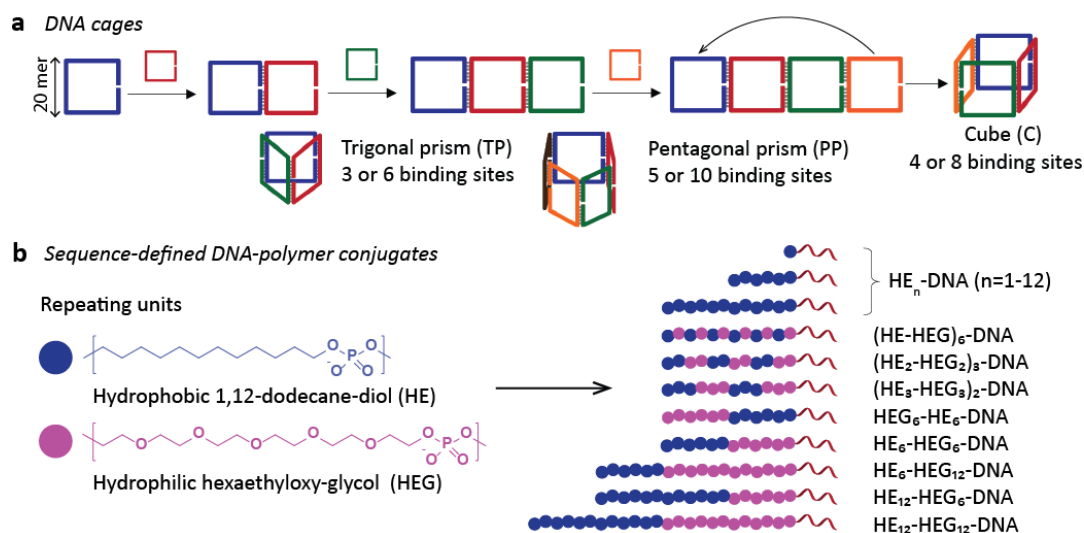 a DNA cages
20 mer
Trigonal prism (TP)
3 or 6 binding sites
Pentagonal prism (PP)
5 or 10 binding sites
Cube (C)
4 or 8 binding sites
b Sequence-defined DNA-polymer conjugates
Repeating units
O O
P
-O O
Hydrophobic 1,12-dodecane-diol (HE)
O O O O O O O
P
-O O
Hydrophilic hexaethyloxy-glycol (HEG)
HEₙ-DNA (n=1-12)
(HE-HEG)₆-DNA
(HE₂-HEG₂)₃-DNA
(HE₃-HEG₃)₂-DNA
HEG₆-HE₆-DNA
HE₆-HEG₆-DNA
HE₆-HEG₁₂-DNA
HE₁₂-HEG₆-DNA
HE₁₂-HEG₁₂-DNA